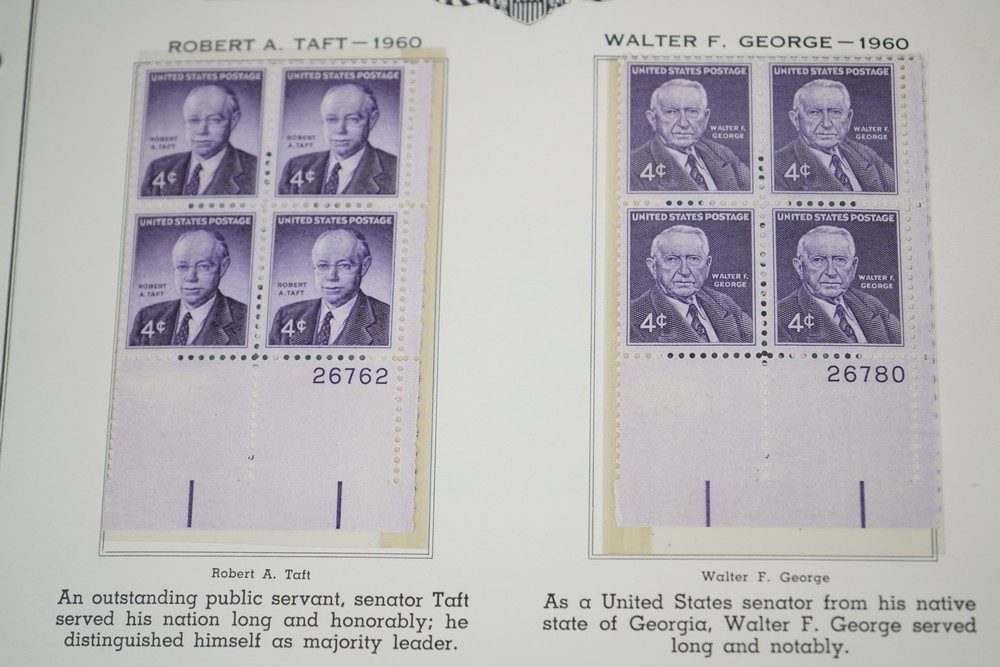 ROBERT A. TAFT—1960
UNITED STATES POSTAGE
UNITED STATES POSTAGE
ROBERT
A. TAFT
4¢
ROBERT
A. TAFT
4¢
UNITED STATES POSTAGE
UNITED STATES POSTAGE
ROBERT
A. TAFT
4¢
ROBERT
A. TAFT
4¢
26762
Robert A. Taft
An outstanding public servant, senator Taft
served his nation long and honorably; he
distinguished himself as majority leader.
WALTER F. GEORGE—1960
UNITED STATES POSTAGE
UNITED STATES POSTAGE
WALTER F.
GEORGE
4¢
WALTER F.
GEORGE
4¢
UNITED STATES POSTAGE
UNITED STATES POSTAGE
WALTER F.
GEORGE
4¢
WALTER F.
GEORGE
4¢
26780
Walter F. George
As a United States senator from his native
state of Georgia, Walter F. George served
long and notably.